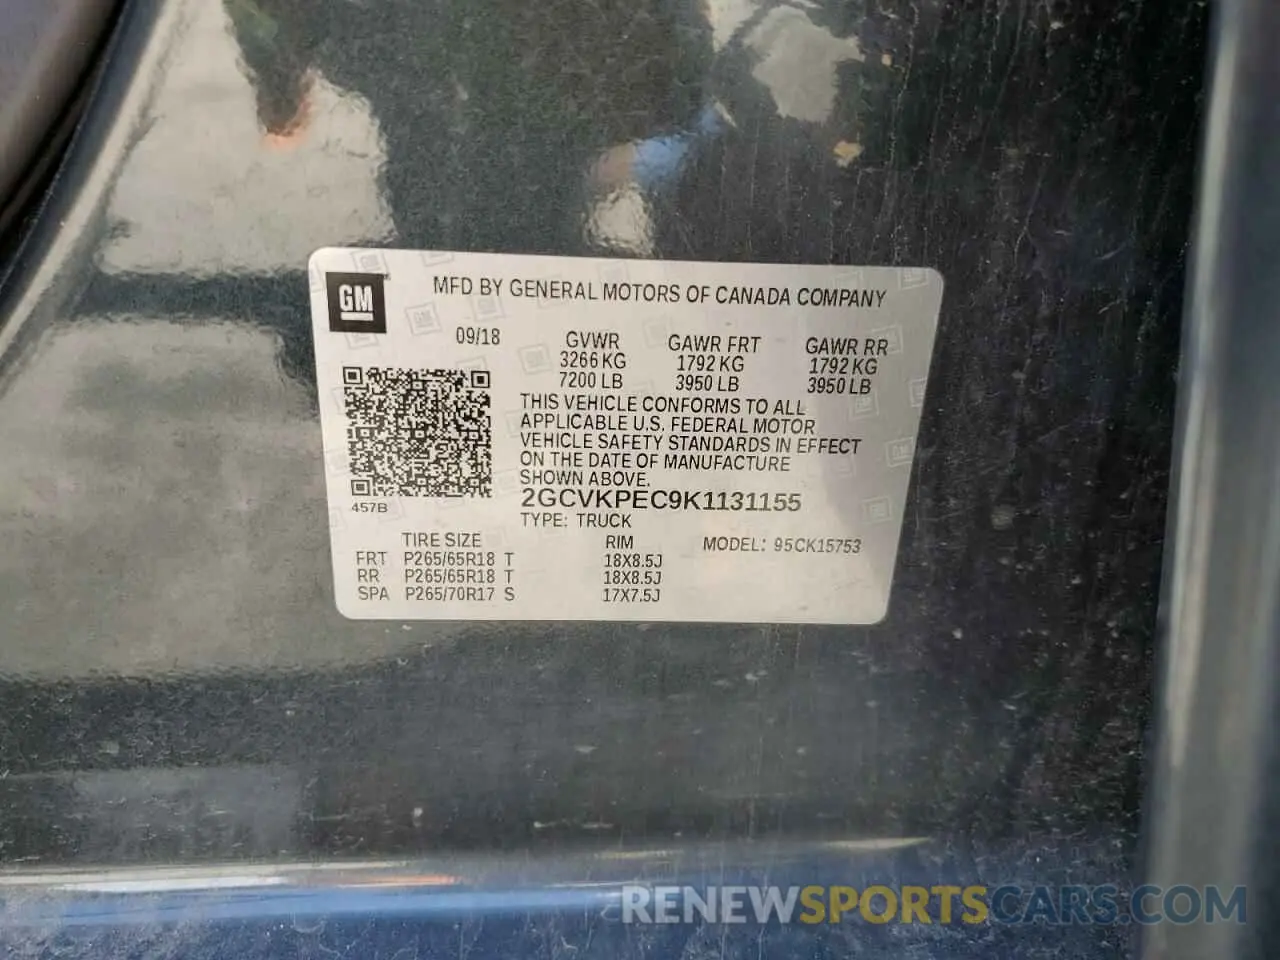 GM
MFD BY GENERAL MOTORS OF CANADA COMPANY
09/18
GVWR GAWR FRT GAWR RR
3266 KG 1792 KG 1792 KG
7200 LB 3950 LB 3950 LB
THIS VEHICLE CONFORMS TO ALL
APPLICABLE U.S. FEDERAL MOTOR
VEHICLE SAFETY STANDARDS IN EFFECT
ON THE DATE OF MANUFACTURE
SHOWN ABOVE.
2GCVKPEC9K1131155
457B
TYPE: TRUCK
TIRE SIZE RIM MODEL: 95CK15753
FRT P265/65R18 T 18X8.5J
RR P265/65R18 T 18X8.5J
SPA P265/70R17 S 17X7.5J
RENEWSPORTSCARS.COM